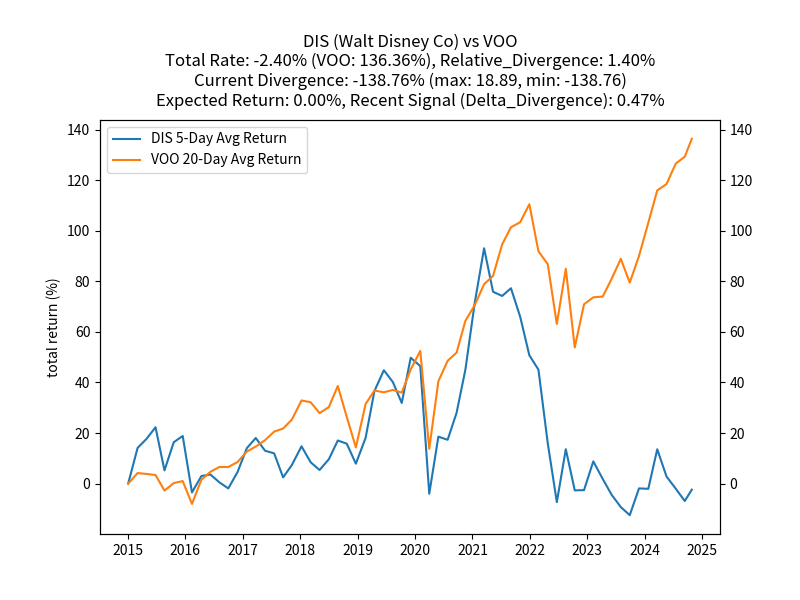 DIS (Walt Disney Co) vs VOO
Total Rate: -2.40% (VOO: 136.36%), Relative_Divergence: 1.40%
Current Divergence: -138.76% (max: 18.89, min: -138.76)
Expected Return: 0.00%, Recent Signal (Delta_Divergence): 0.47%
DIS 5-Day Avg Return
VOO 20-Day Avg Return
total return (%)
140 140
120 120
100 100
80 80
60 60
40 40
20 20
0 0
2015 2016 2017 2018 2019 2020 2021 2022 2023 2024 2025